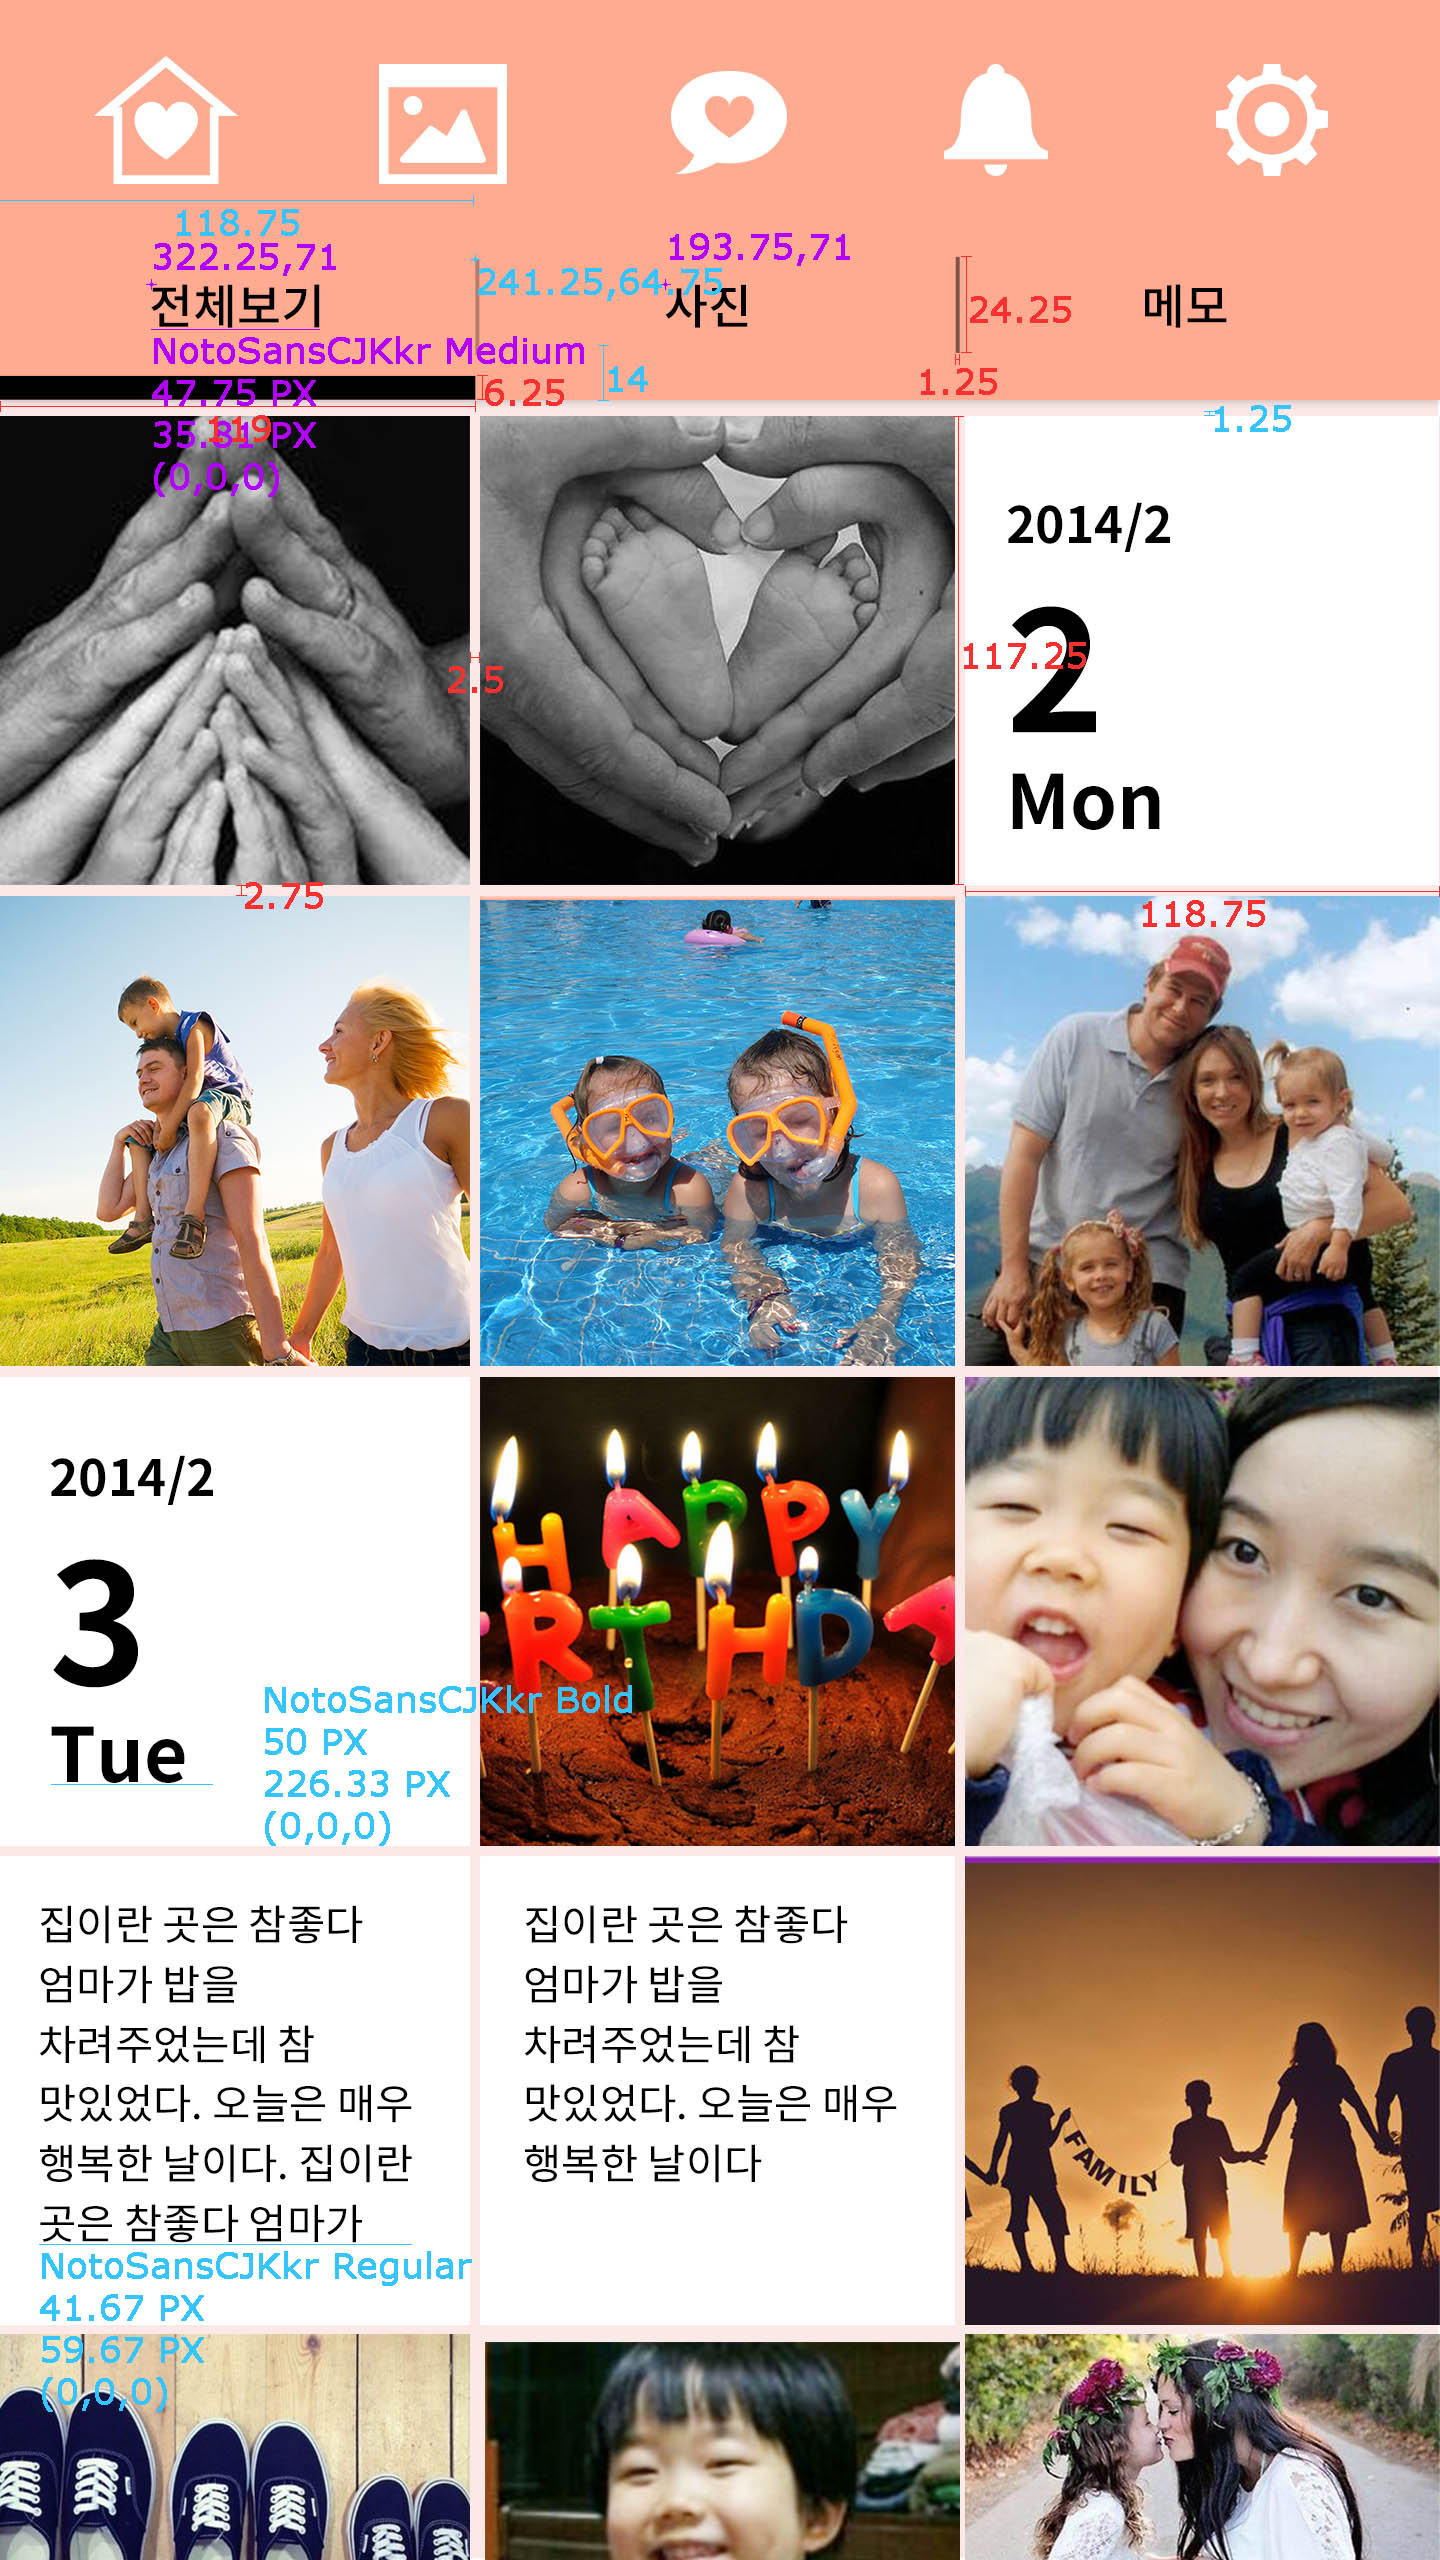 118.75
322.25,71
193.75,71
241.25,64.75
전체보기
사진
메모
24.25
NotoSansCJKkr Medium
47.75 PX
35.81 PX
(0,0,0)
6.25
14
1.25
119
1.25
2014/2
2
Mon
117.25
2.5
2.75
118.75
2014/2
3
Tue
NotoSansCJKkr Bold
50 PX
226.33 PX
(0,0,0)
HAPPY
RTHD
집이란 곳은 참좋다
엄마가 밥을
차려주었는데 참
맛있었다. 오늘은 매우
행복한 날이다. 집이란
곳은 참좋다 엄마가
NotoSansCJKkr Regular
41.67 PX
59.67 PX
(0,0,0)
집이란 곳은 참좋다
엄마가 밥을
차려주었는데 참
맛있었다. 오늘은 매우
행복한 날이다
FAMILY